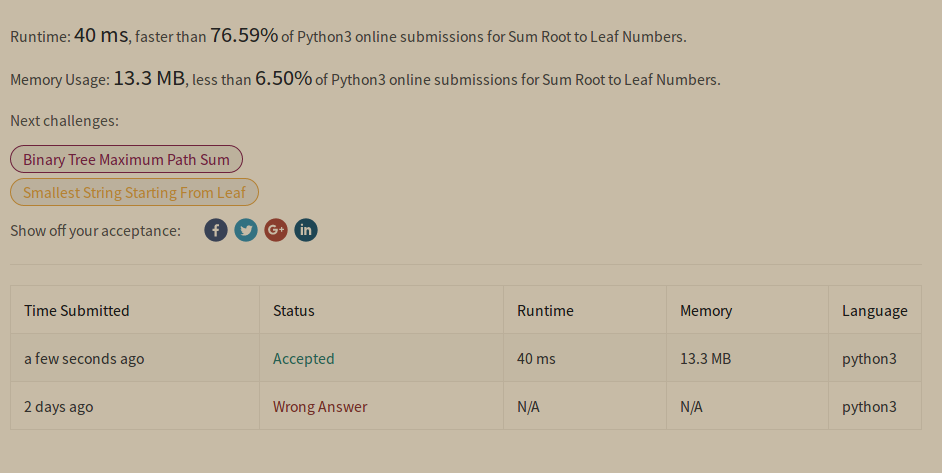 Runtime: 40 ms, faster than 76.59% of Python3 online submissions for Sum Root to Leaf Numbers.
Memory Usage: 13.3 MB, less than 6.50% of Python3 online submissions for Sum Root to Leaf Numbers.
Next challenges:
Binary Tree Maximum Path Sum
Smallest String Starting From Leaf
Show off your acceptance: f G+ in
Time Submitted Status Runtime Memory Language
a few seconds ago Accepted 40 ms 13.3 MB python3
2 days ago Wrong Answer N/A N/A python3